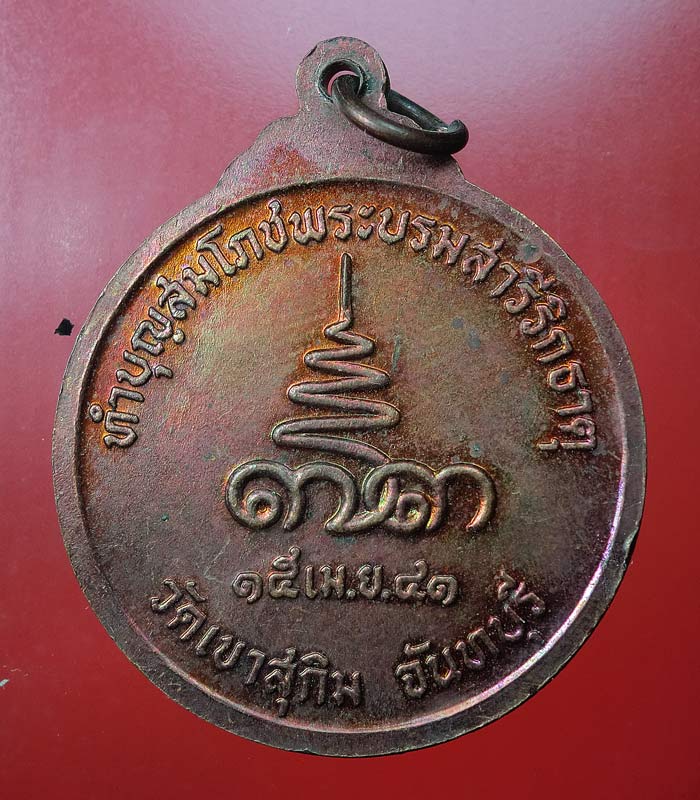 ทำบุญสมโภชพระบรมสารีริกธาตุ
๑๕ เม.ย.๔๑
วัดเขาสุกิม จันทบุรี